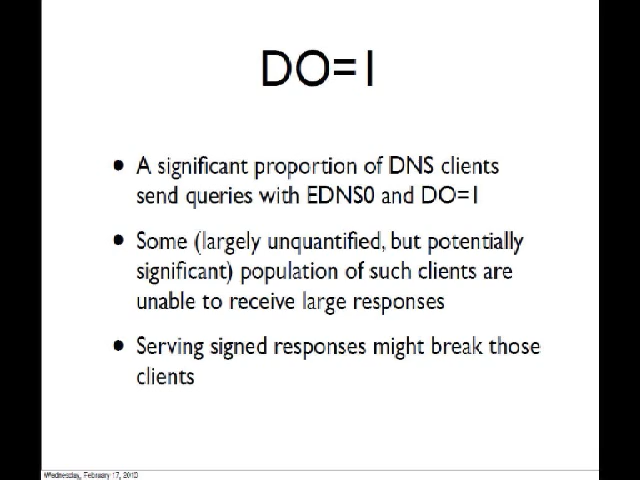 DO=1
• A significant proportion of DNS clients
send queries with EDNS0 and DO=1
• Some (largely unquantified, but potentially
significant) population of such clients are
unable to receive large responses
• Serving signed responses might break those
clients
Wednesday, February 17, 2010